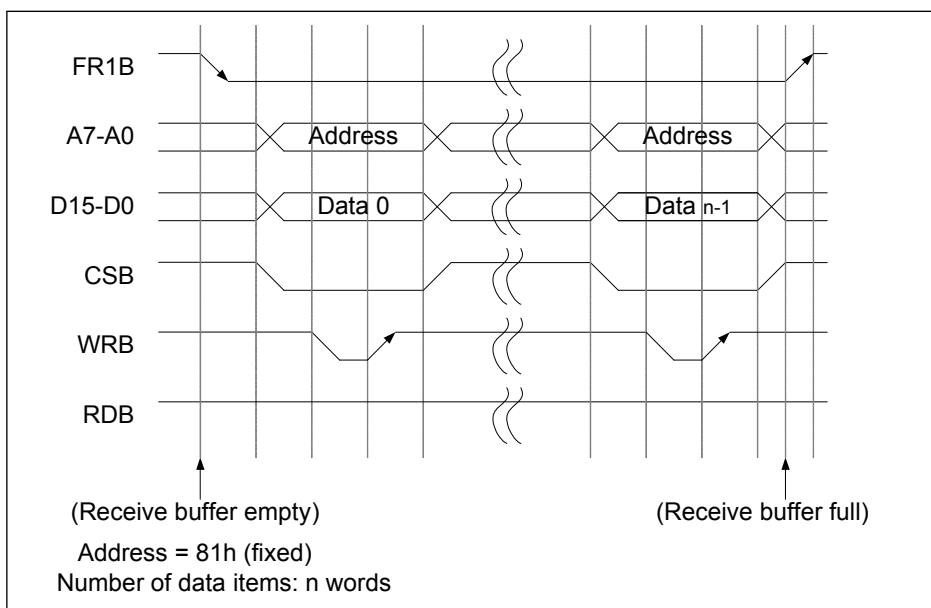 FR1B
A7-A0 Address Address
D15-D0 Data 0 Data n-1
CSB
WRB
RDB
(Receive buffer empty) (Receive buffer full)
Address = 81h (fixed)
Number of data items: n words